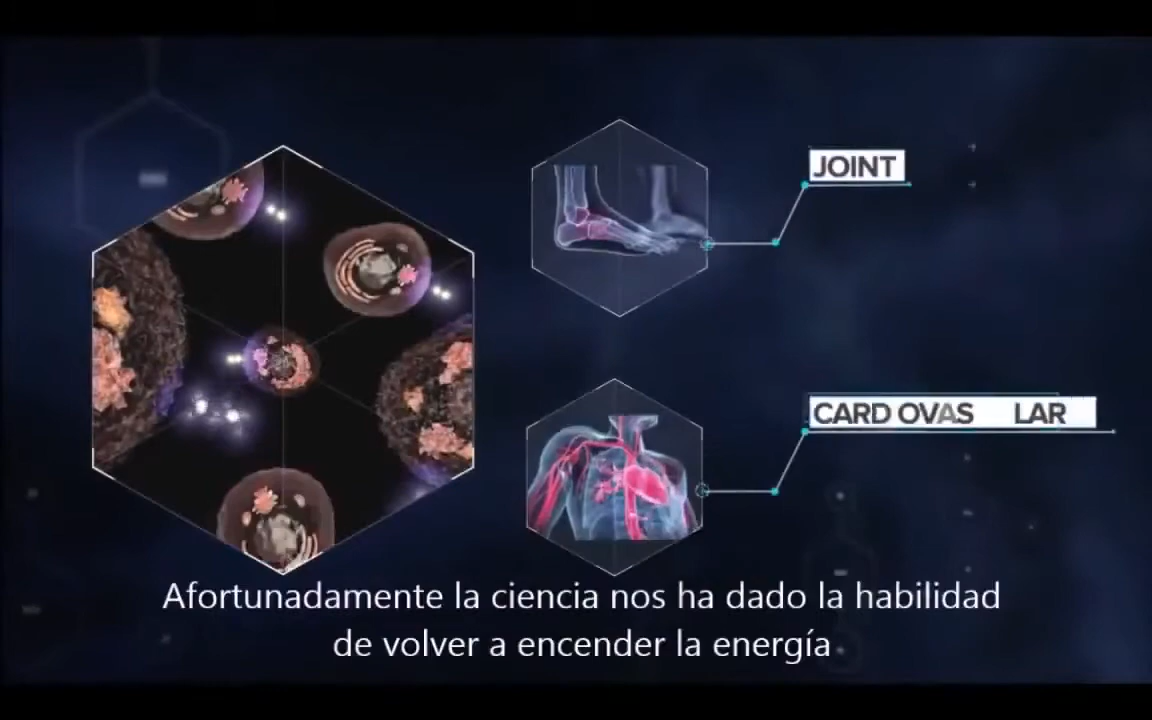 JOINT
CARD OVAS LAR
Afortunadamente la ciencia nos ha dado la habilidad
de volver a encender la energía